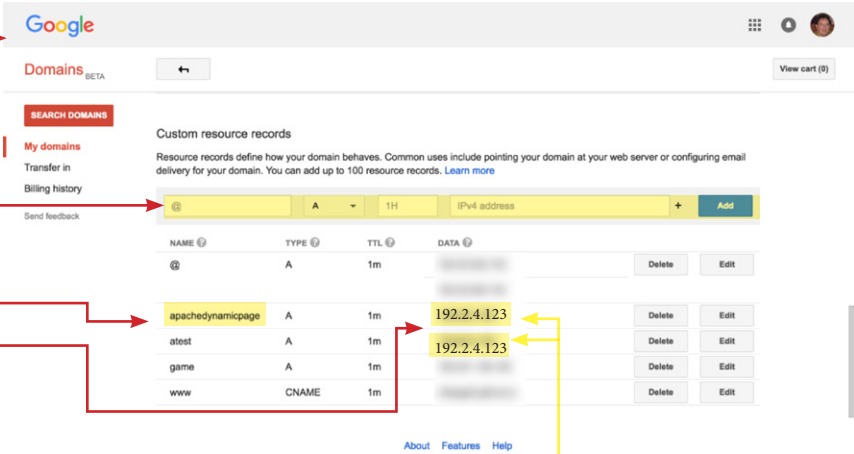 Google
Domains BETA
View cart (0)
SEARCH DOMAINS
My domains
Transfer in
Billing history
Send feedback
Custom resource records
Resource records define how your domain behaves. Common uses include pointing your domain at your web server or configuring email
delivery for your domain. You can add up to 100 resource records. Learn more
@ A 1H IPv4 address + Add
NAME ? TYPE ? TTL ? DATA ?
@ A 1m Delete Edit
apachedynamicpage A 1m 192.2.4.123 Delete Edit
atest A 1m 192.2.4.123 Delete Edit
game A 1m Delete Edit
www CNAME 1m Delete Edit
About Features Help